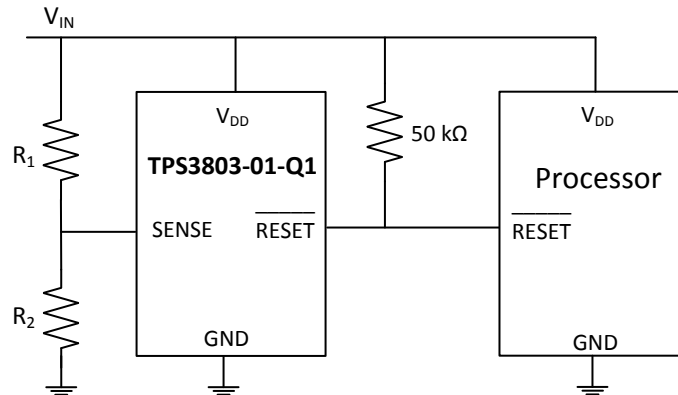 VIN
VDD
VDD
R1
50 kΩ
TPS3803-01-Q1
Processor
SENSE
RESET
RESET
R2
GND
GND